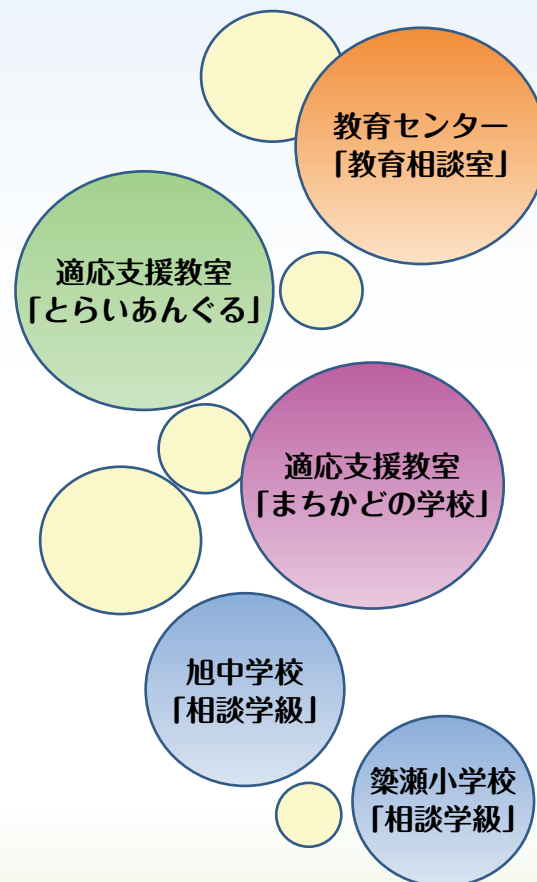 教育センター
「教育相談室」
適応支援教室
「とらいあんぐる」
適応支援教室
「まちかどの学校」
旭中学校
「相談学級」
簗瀬小学校
「相談学級」